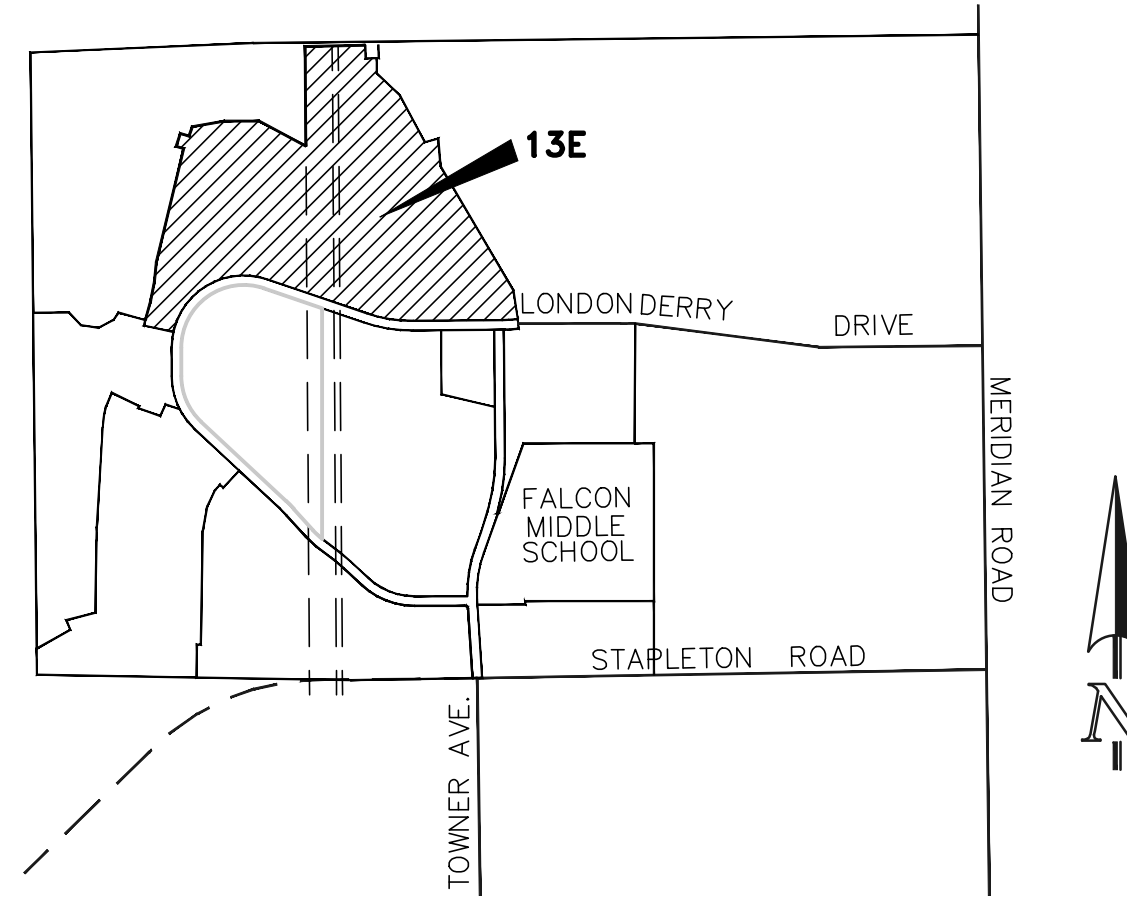 13E
LONDONDERRY DRIVE
MERIDIAN ROAD
FALCON
MIDDLE
SCHOOL
STAPLETON ROAD
TOWNER AVE.
N